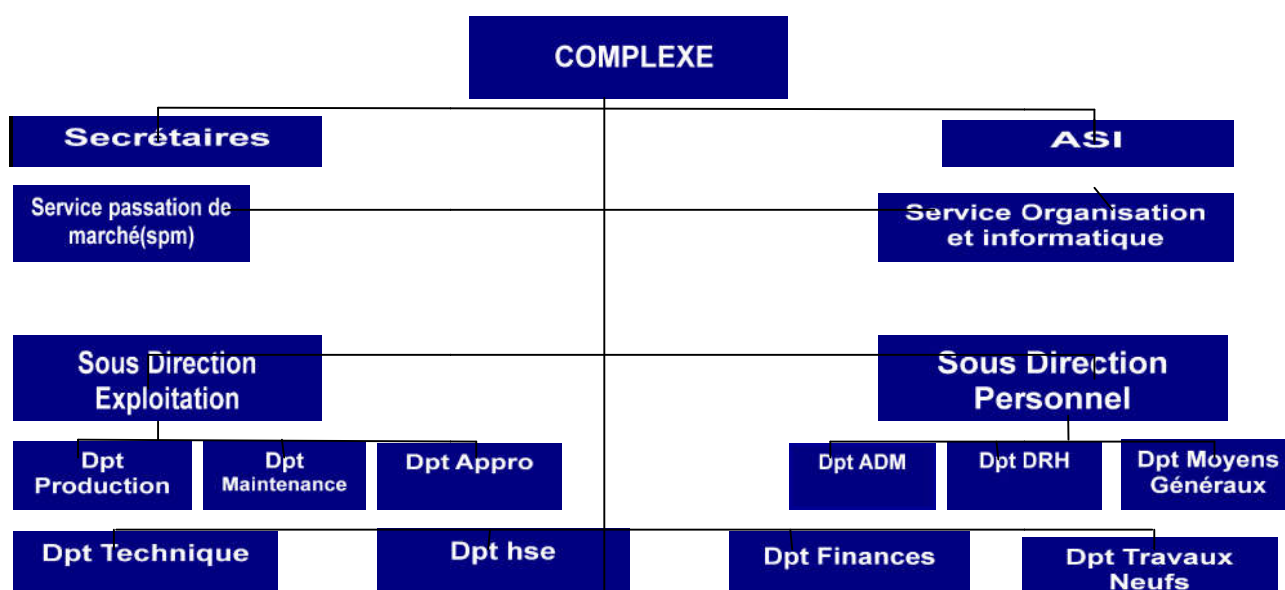 COMPLEXE
Secrétaires
ASI
Service passation de
marché(spm)
Service Organisation
et informatique
Sous Direction
Exploitation
Sous Direction
Personnel
Dpt
Production
Dpt
Maintenance
Dpt Appro
Dpt ADM
Dpt DRH
Dpt Moyens
Généraux
Dpt Technique
Dpt hse
Dpt Finances
Dpt Travaux
Neufs